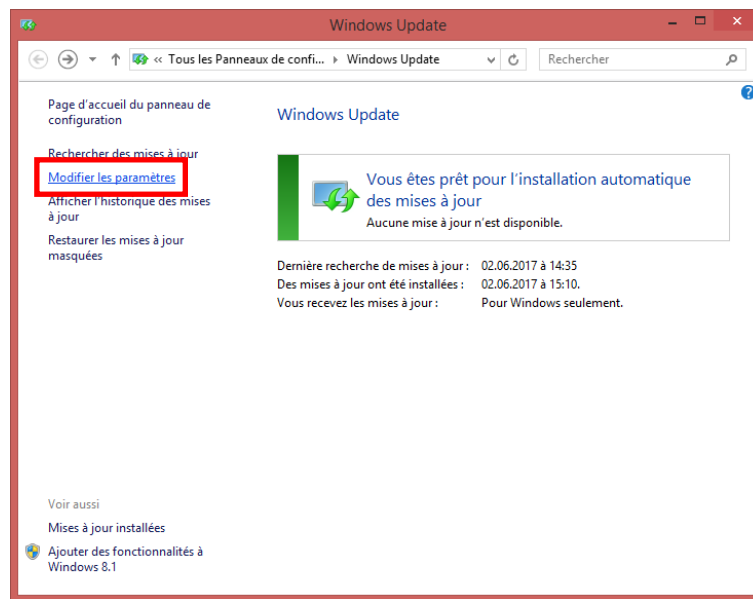 Windows Update
« Tous les Panneaux de confi... Windows Update
Rechercher
Page d'accueil du panneau de
configuration
Rechercher des mises à jour
Modifier les paramètres
Afficher l'historique des mises
à jour
Restaurer les mises à jour
masquées
Windows Update
Vous êtes prêt pour l'installation automatique
des mises à jour
Aucune mise à jour n'est disponible.
Dernière recherche de mises à jour : 02.06.2017 à 14:35
Des mises à jour ont été installées : 02.06.2017 à 15:10.
Vous recevez les mises à jour : Pour Windows seulement.
Voir aussi
Mises à jour installées
Ajouter des fonctionnalités à
Windows 8.1